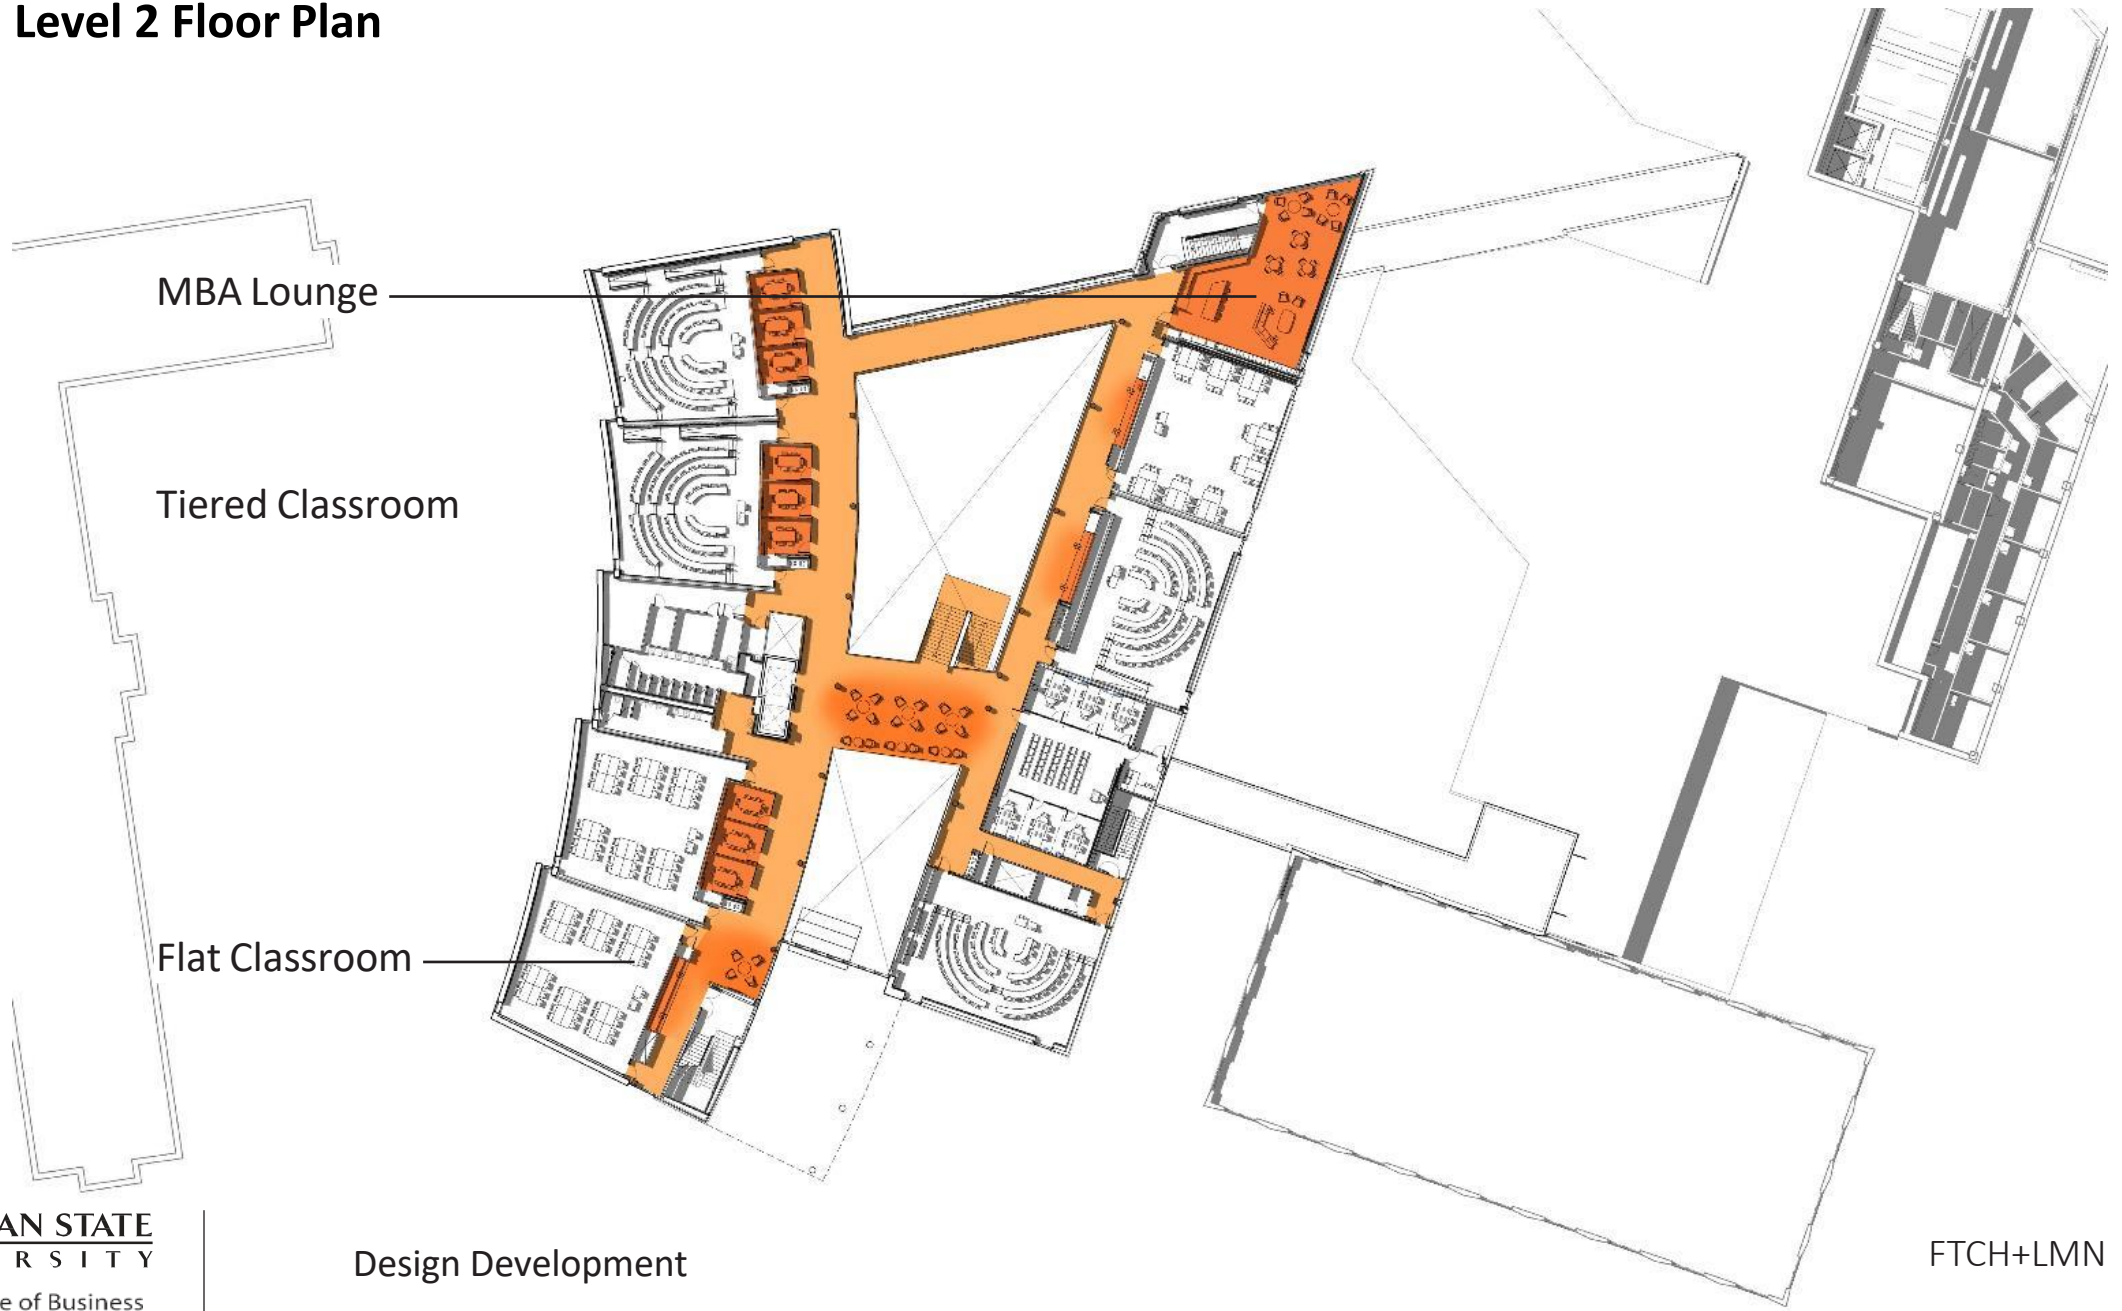 Level 2 Floor Plan
MBA Lounge
Tiered Classroom
Flat Classroom
AN STATE
R S I T Y
e of Business
Design Development
FTCH+LMN